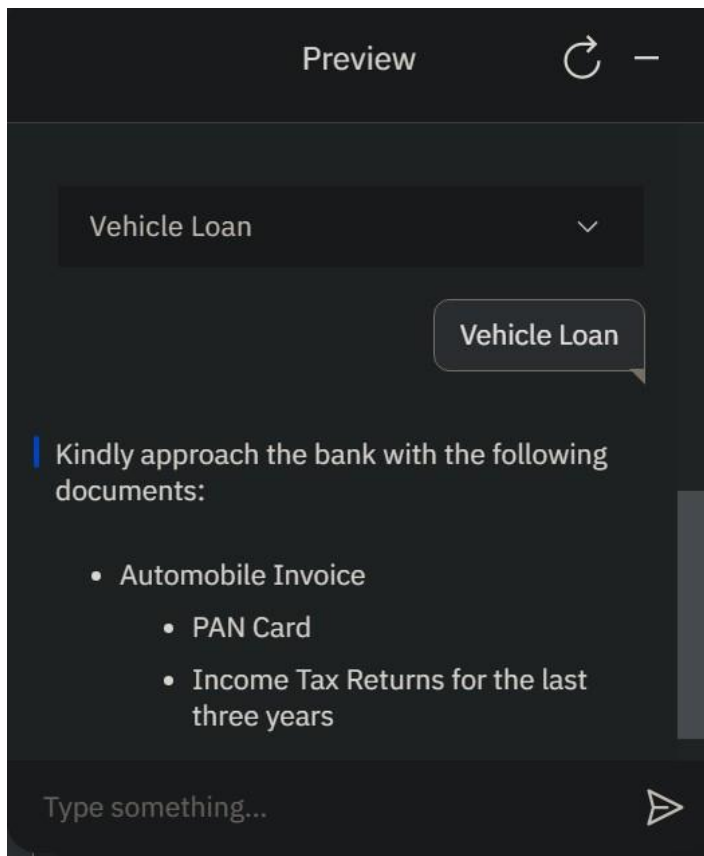 Preview
Vehicle Loan
Vehicle Loan
Kindly approach the bank with the following
documents:
• Automobile Invoice
• PAN Card
• Income Tax Returns for the last
three years
Type something...